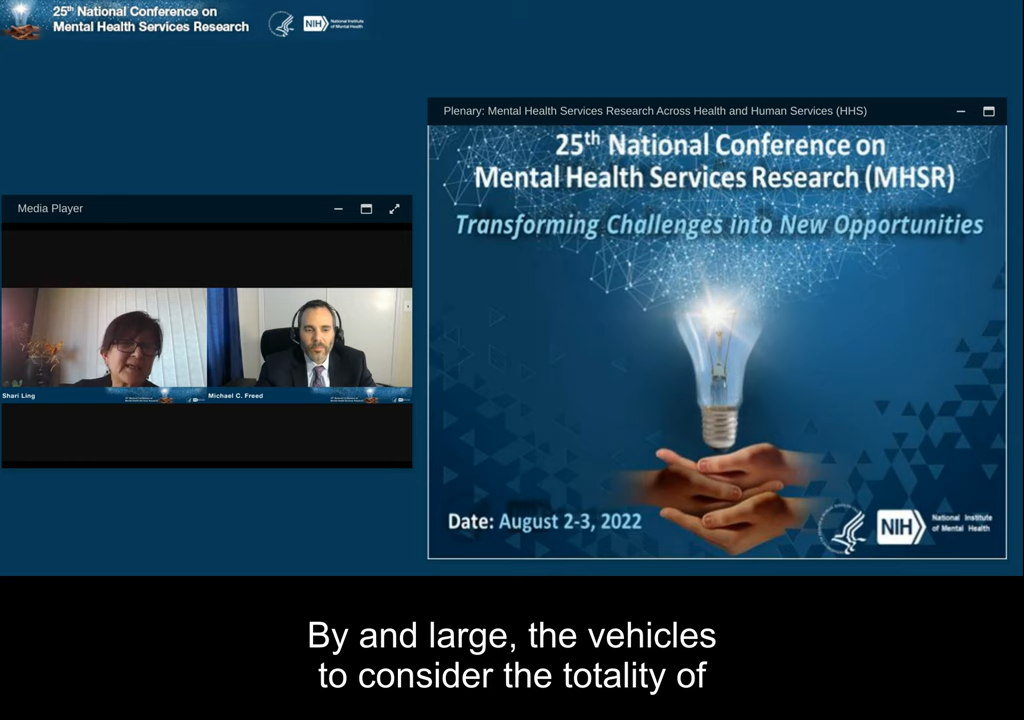 25th National Conference on
Mental Health Services Research
NIH
National Institute
of Mental Health
Plenary: Mental Health Services Research Across Health and Human Services (HHS)
25th National Conference on
Mental Health Services Research (MHSR)
Transforming Challenges into New Opportunities
Media Player
Shari Ling
Michael C. Freed
Date: August 2-3, 2022
NIH
National Institute
of Mental Health
By and large, the vehicles
to consider the totality of